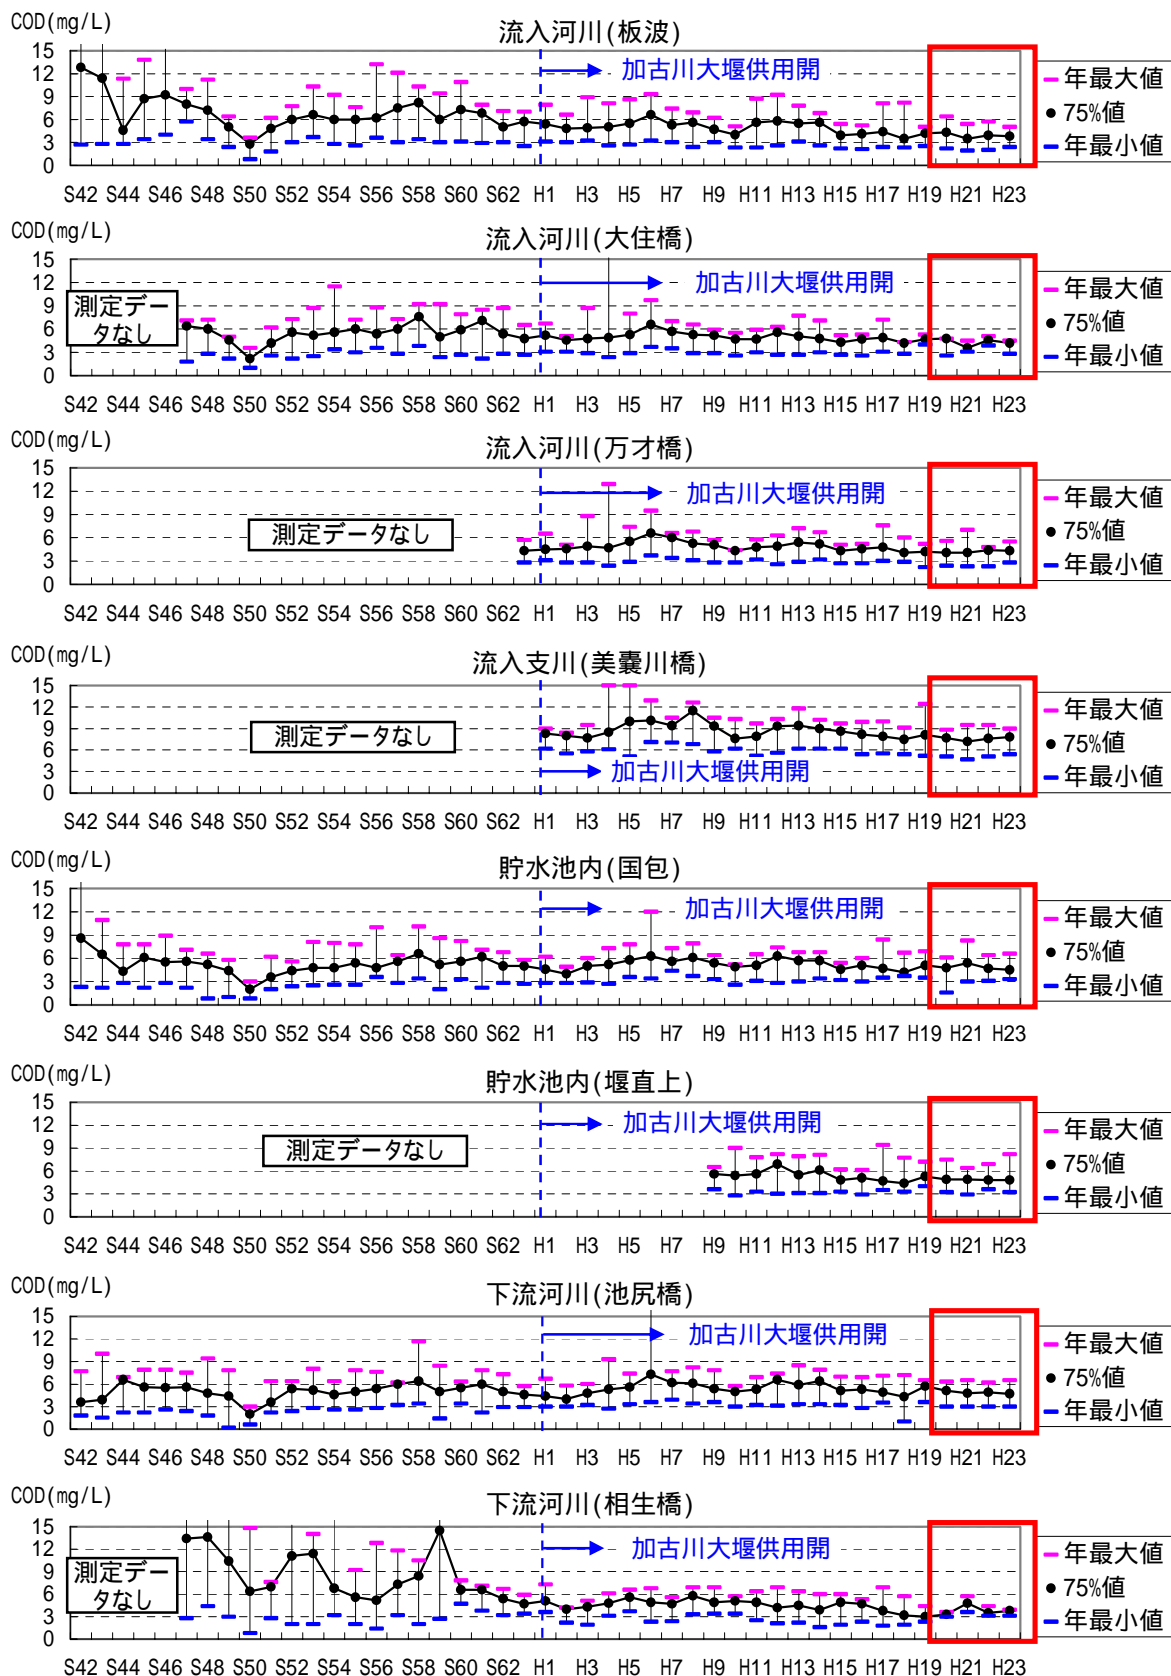 COD(mg/L)
流入河川(板波)
15
12
9
6
3
0
加古川大堰供用開
年最大値
75%値
年最小値
S42 S44 S46 S48 S50 S52 S54 S56 S58 S60 S62 H1 H3 H5 H7 H9 H11 H13 H15 H17 H19 H21 H23
COD(mg/L)
流入河川(大住橋)
15
12
9
6
3
0
測定デー
タなし
加古川大堰供用開
年最大値
75%値
年最小値
S42 S44 S46 S48 S50 S52 S54 S56 S58 S60 S62 H1 H3 H5 H7 H9 H11 H13 H15 H17 H19 H21 H23
COD(mg/L)
流入河川(万才橋)
15
12
9
6
3
0
測定データなし
加古川大堰供用開
年最大値
75%値
年最小値
S42 S44 S46 S48 S50 S52 S54 S56 S58 S60 S62 H1 H3 H5 H7 H9 H11 H13 H15 H17 H19 H21 H23
COD(mg/L)
流入支川(美嚢川橋)
15
12
9
6
3
0
測定データなし
加古川大堰供用開
年最大値
75%値
年最小値
S42 S44 S46 S48 S50 S52 S54 S56 S58 S60 S62 H1 H3 H5 H7 H9 H11 H13 H15 H17 H19 H21 H23
COD(mg/L)
貯水池内(国包)
15
12
9
6
3
0
加古川大堰供用開
年最大値
75%値
年最小値
S42 S44 S46 S48 S50 S52 S54 S56 S58 S60 S62 H1 H3 H5 H7 H9 H11 H13 H15 H17 H19 H21 H23
COD(mg/L)
貯水池内(堰直上)
15
12
9
6
3
0
測定データなし
加古川大堰供用開
年最大値
75%値
年最小値
S42 S44 S46 S48 S50 S52 S54 S56 S58 S60 S62 H1 H3 H5 H7 H9 H11 H13 H15 H17 H19 H21 H23
COD(mg/L)
下流河川(池尻橋)
15
12
9
6
3
0
加古川大堰供用開
年最大値
75%値
年最小値
S42 S44 S46 S48 S50 S52 S54 S56 S58 S60 S62 H1 H3 H5 H7 H9 H11 H13 H15 H17 H19 H21 H23
COD(mg/L)
下流河川(相生橋)
15
12
9
6
3
0
測定デー
タなし
加古川大堰供用開
年最大値
75%値
年最小値
S42 S44 S46 S48 S50 S52 S54 S56 S58 S60 S62 H1 H3 H5 H7 H9 H11 H13 H15 H17 H19 H21 H23